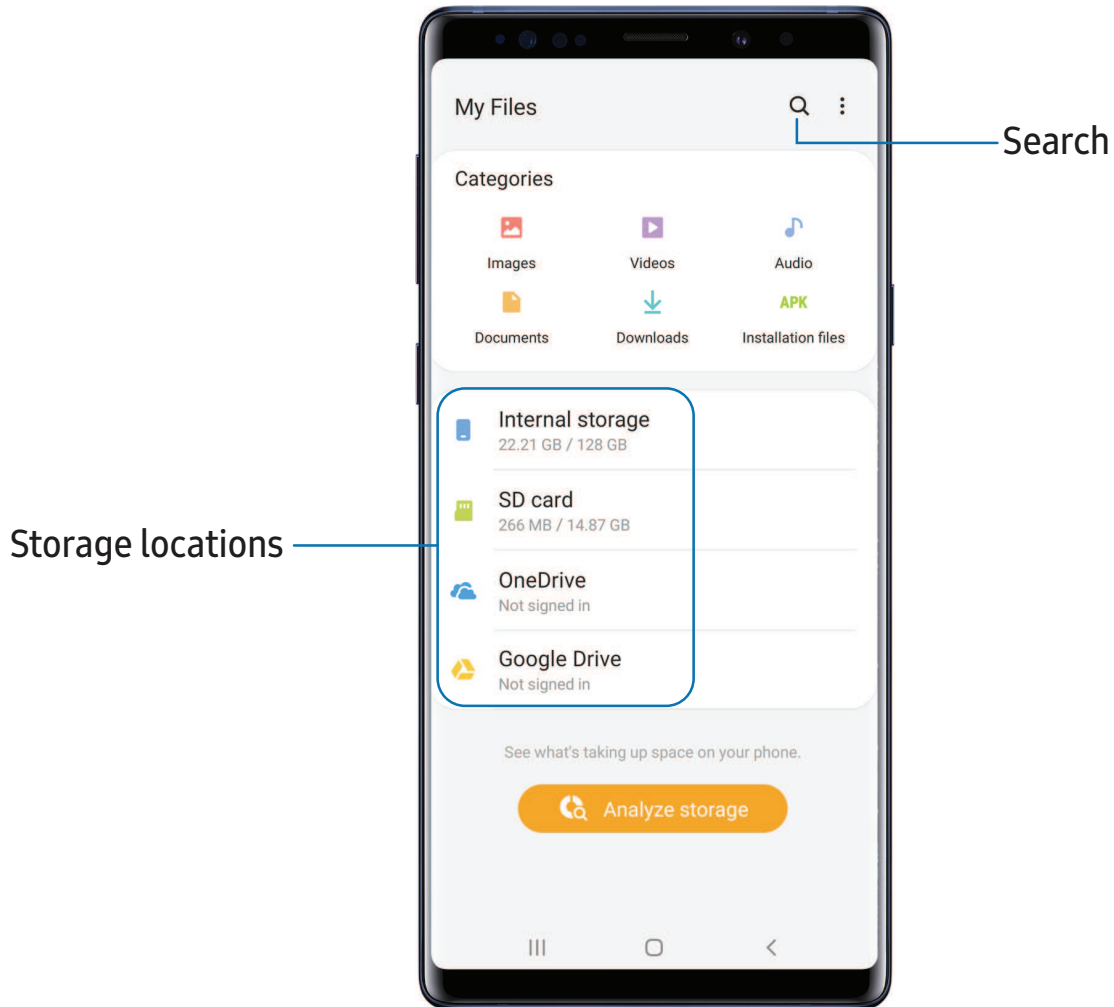 My Files
Search
Categories
Images Videos Audio
APK
Documents Downloads Installation files
Internal storage
22.21 GB / 128 GB
SD card
266 MB / 14.87 GB
Storage locations
OneDrive
Not signed in
Google Drive
Not signed in
See what's taking up space on your phone.
Analyze storage